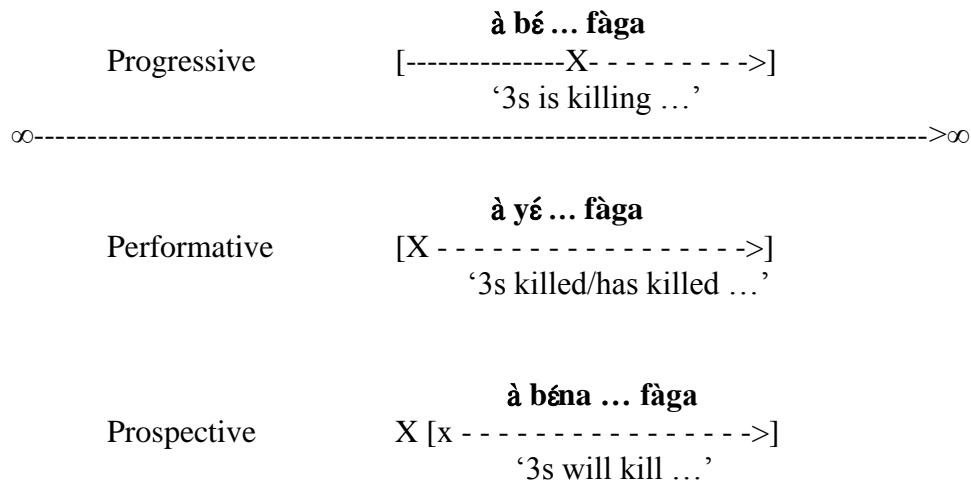 à bɛ́ … fàga
Progressive [---------------X- - - - - - - - ->]
‘3s is killing …’
∞------------------------------------------------------------------------------------>∞
à yɛ́ … fàga
Performative [X - - - - - - - - - - - - - - - - ->]
‘3s killed/has killed …’
à bɛ́na … fàga
Prospective X [x - - - - - - - - - - - - - - - ->]
‘3s will kill …’